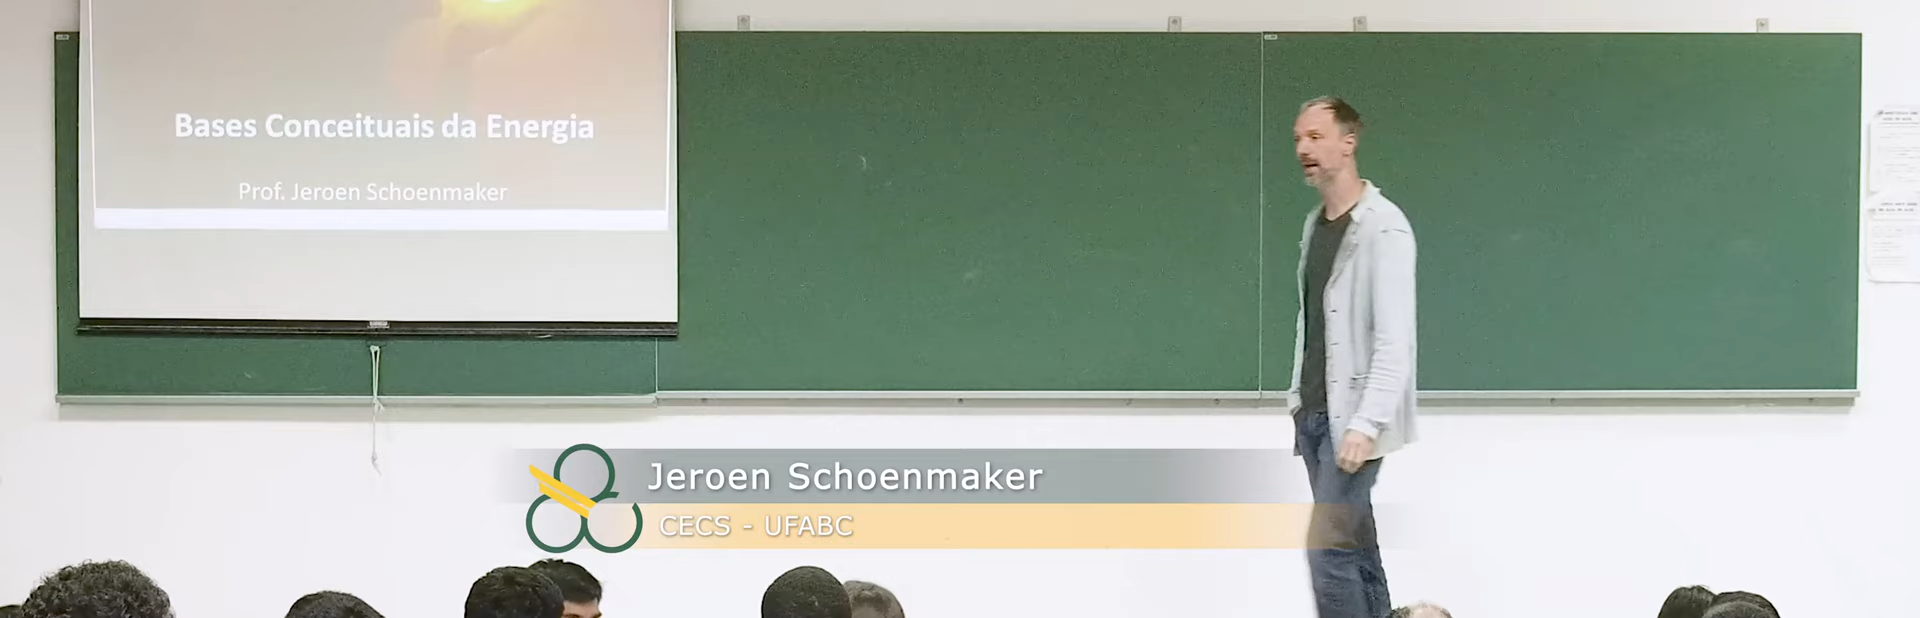 Bases Conceituais da Energia
Prof. Jeroen Schoenmaker
Jeroen Schoenmaker
CECS - UFABC